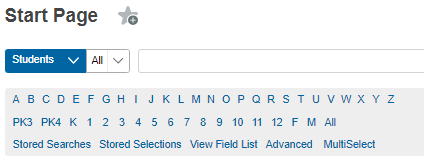 Start Page
Students All
A B C D E F G H I J K L M N O P Q R S T U V W X Y Z
PK3 PK4 K 1 2 3 4 5 6 7 8 9 10 11 12 F M All
Stored Searches Stored Selections View Field List Advanced MultiSelect